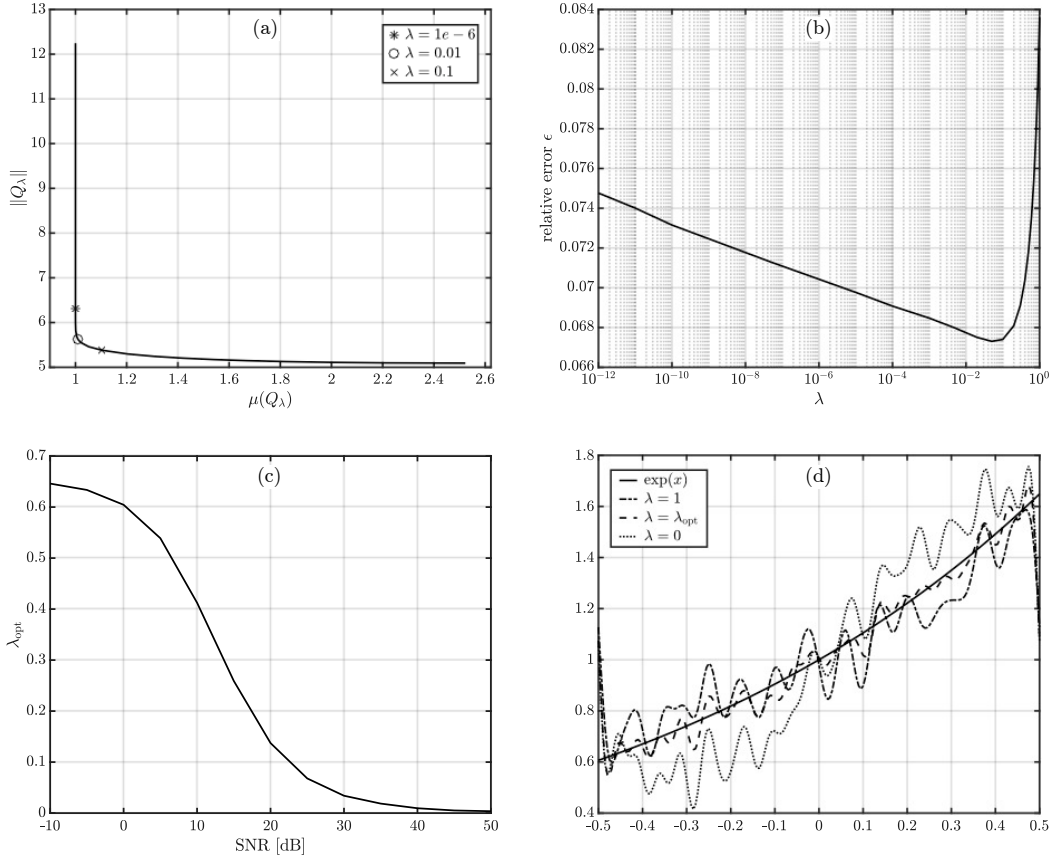 (a)
13
12
11
10
9
8
7
6
5
‖Q_λ‖
∗ λ = 1e − 6
○ λ = 0.01
× λ = 0.1
1 1.2 1.4 1.6 1.8 2 2.2 2.4 2.6
μ(Q_λ)
(b)
0.084
0.082
0.08
0.078
0.076
0.074
0.072
0.07
0.068
0.066
relative error ϵ
10⁻¹² 10⁻¹⁰ 10⁻⁸ 10⁻⁶ 10⁻⁴ 10⁻² 10⁰
λ
(c)
0.7
0.6
0.5
0.4
0.3
0.2
0.1
0
λ_opt
-10 0 10 20 30 40 50
SNR [dB]
(d)
1.8
1.6
1.4
1.2
1
0.8
0.6
0.4
exp(x)
λ = 1
λ = λ_opt
λ = 0
-0.5 -0.4 -0.3 -0.2 -0.1 0 0.1 0.2 0.3 0.4 0.5